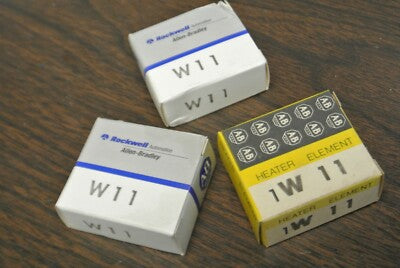 Rockwell Automation
Allen-Bradley
W11
W11
Rockwell Automation
Allen-Bradley
W11
W11
AB
AB AB AB AB AB
AB AB AB AB AB
HEATER ELEMENT
1W 11
HEATER ELEMENT
1W 11